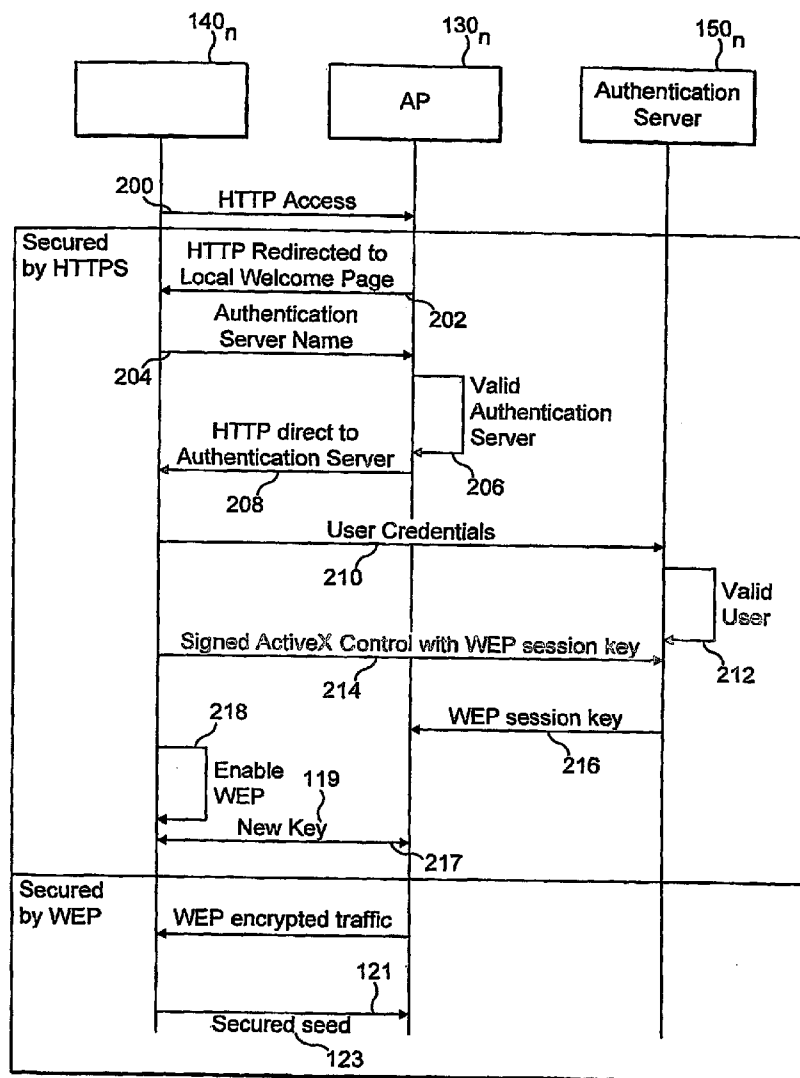 140n
130n
150n
AP
Authentication
Server
200
HTTP Access
Secured
by HTTPS
HTTP Redirected to
Local Welcome Page
202
Authentication
Server Name
204
Valid
Authentication
Server
HTTP direct to
Authentication Server
206
208
User Credentials
210
Valid
User
Signed ActiveX Control with WEP session key
214
212
218
WEP session key
216
Enable
WEP
119
New Key
217
Secured
by WEP
WEP encrypted traffic
121
Secured seed
123